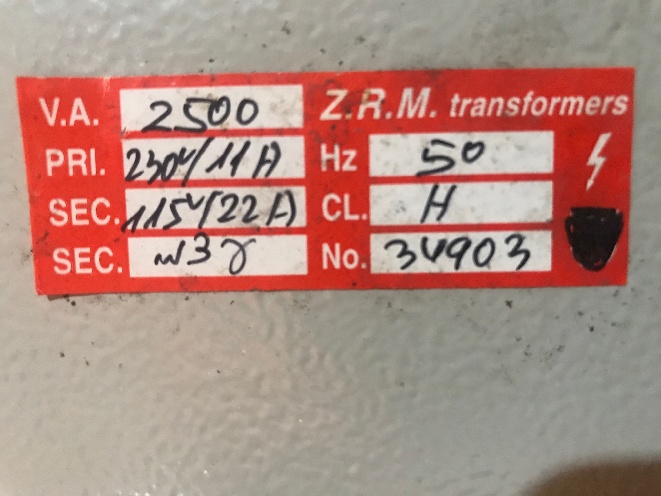 V.A. 2500 Z.R.M. transformers
PRI. 230V/11A Hz 50
SEC. 115V/22A CL. H
SEC. No. 34903